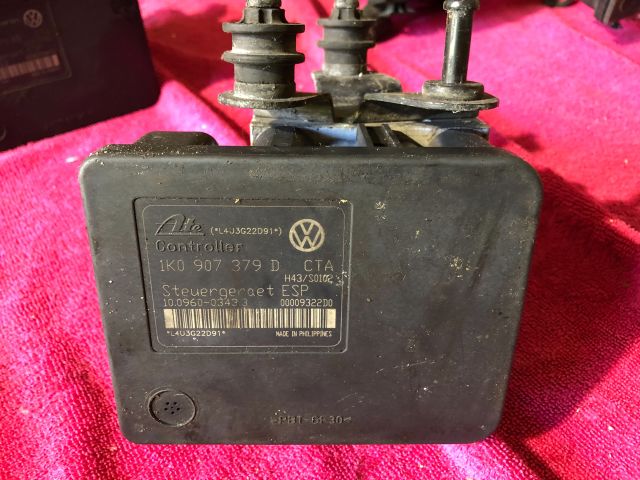 Ate (*L4U3G22D91*)
Controller
1K0 907 379 D CTA
H43/S0102
Steuergeraet ESP
10.0960-0343.3 00009322D0
*L4U3G22D91* MADE IN PHILIPPINES